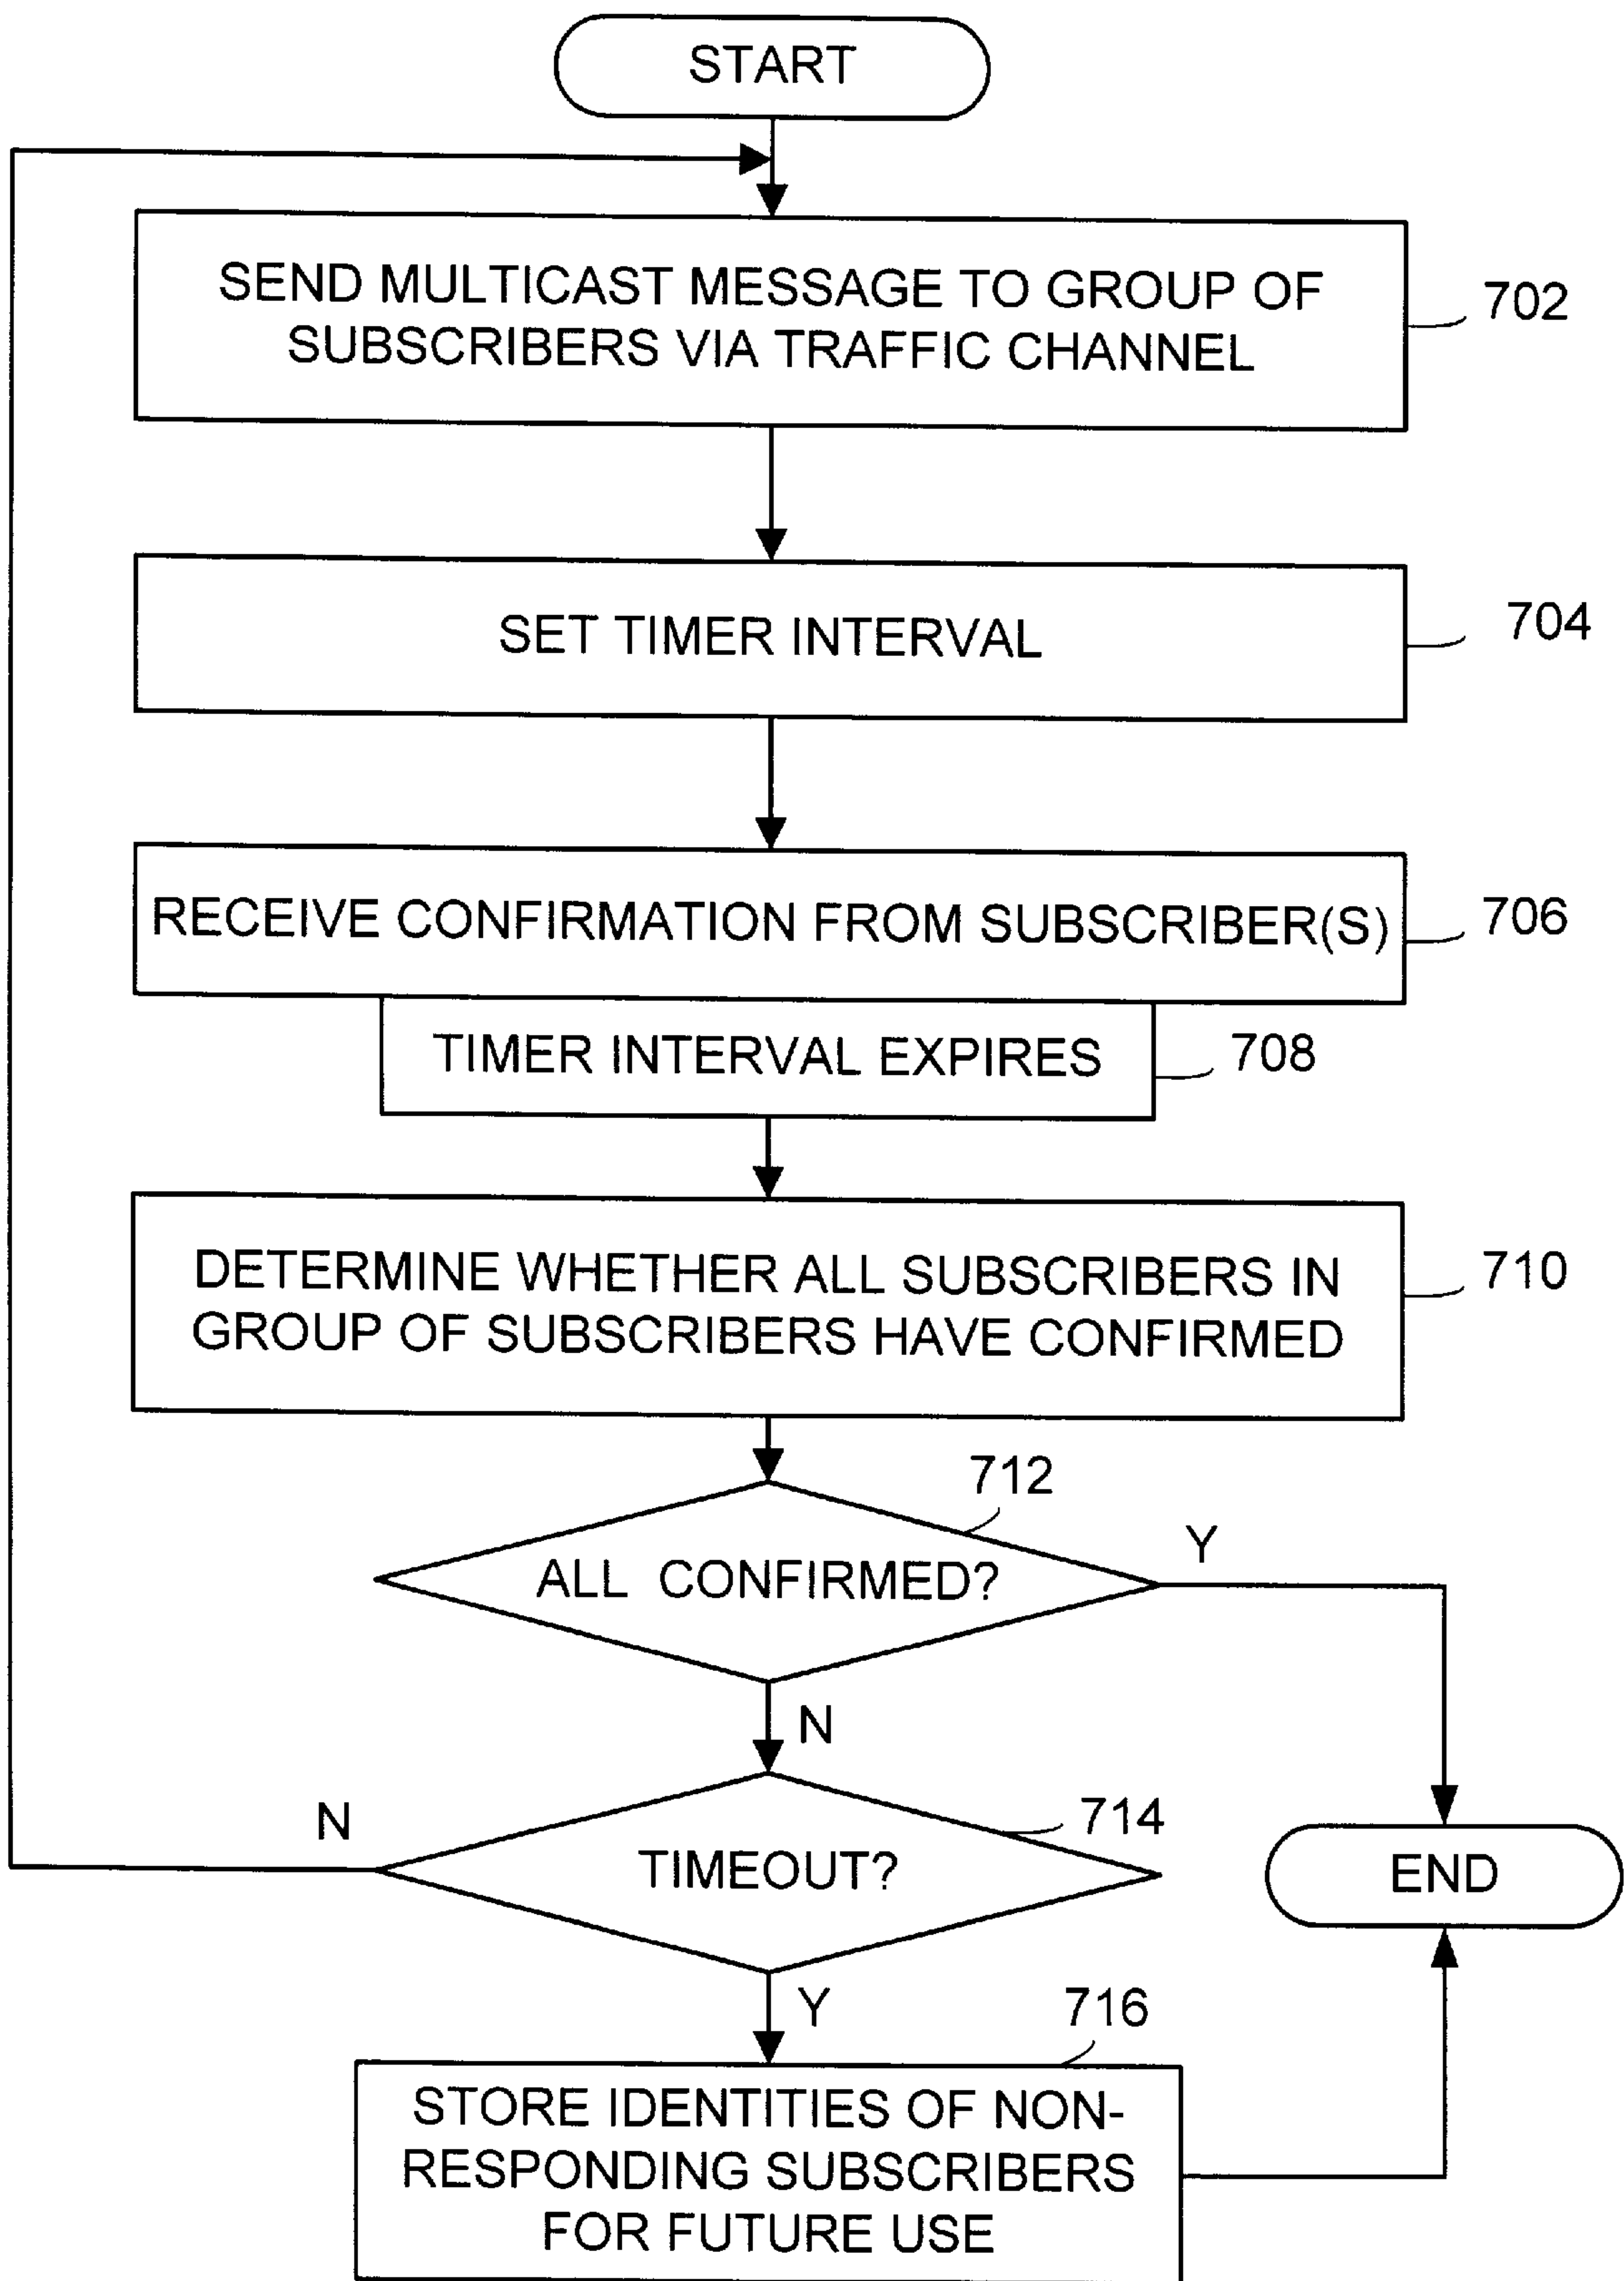 START
SEND MULTICAST MESSAGE TO GROUP OF
SUBSCRIBERS VIA TRAFFIC CHANNEL
702
SET TIMER INTERVAL
704
RECEIVE CONFIRMATION FROM SUBSCRIBER(S)
706
TIMER INTERVAL EXPIRES
708
DETERMINE WHETHER ALL SUBSCRIBERS IN
GROUP OF SUBSCRIBERS HAVE CONFIRMED
710
712
ALL CONFIRMED?
Y
N
N
714
TIMEOUT?
END
Y
716
STORE IDENTITIES OF NON-
RESPONDING SUBSCRIBERS
FOR FUTURE USE